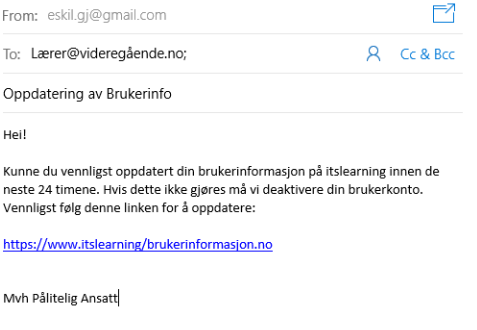 From: eskil.gj@gmail.com
To: Lærer@videregående.no; Cc & Bcc
Oppdatering av Brukerinfo
Hei!
Kunne du vennligst oppdatert din brukerinformasjon på itslearning innen de
neste 24 timene. Hvis dette ikke gjøres må vi deaktivere din brukerkonto.
Vennligst følg denne linken for å oppdatere:
https://www.itslearning/brukerinformasjon.no
Mvh Pålitelig Ansatt